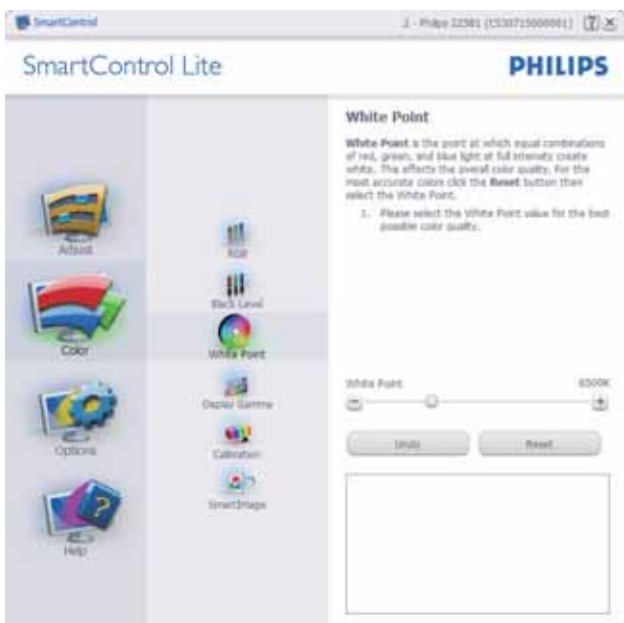 SmartControl
SmartControl Lite
PHILIPS
Adjust
Color
Options
Help
RGB
Black Level
White Point
Display Gamma
Calibration
SmartImage
White Point
White Point is the point at which equal combinations
of red, green, and blue light at full intensity create
white. The effects the overall color quality. For the
most accurate colors click the Reset button then
select the White Point.
1. Please select the White Point value for the best
possible color quality.
White Point 6500K
Undo Reset